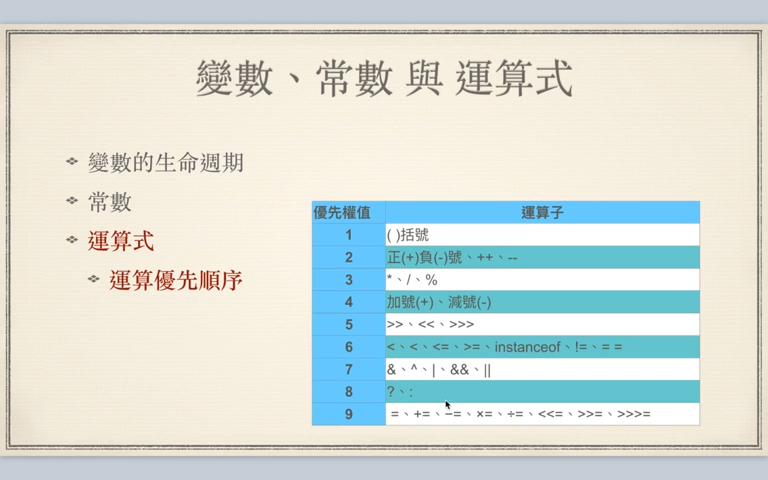 變數、常數 與 運算式
變數的生命週期
常數
運算式
運算優先順序
優先權值 運算子
1 ( )括號
2 正(+)負(-)號、++、--
3 *、/、%
4 加號(+)、減號(-)
5 >>、<<、>>>
6 <、<、<=、>=、instanceof、!=、= =
7 &、^、|、&&、||
8 ?、:
9 =、+=、−=、×=、÷=、<<=、>>=、>>>=